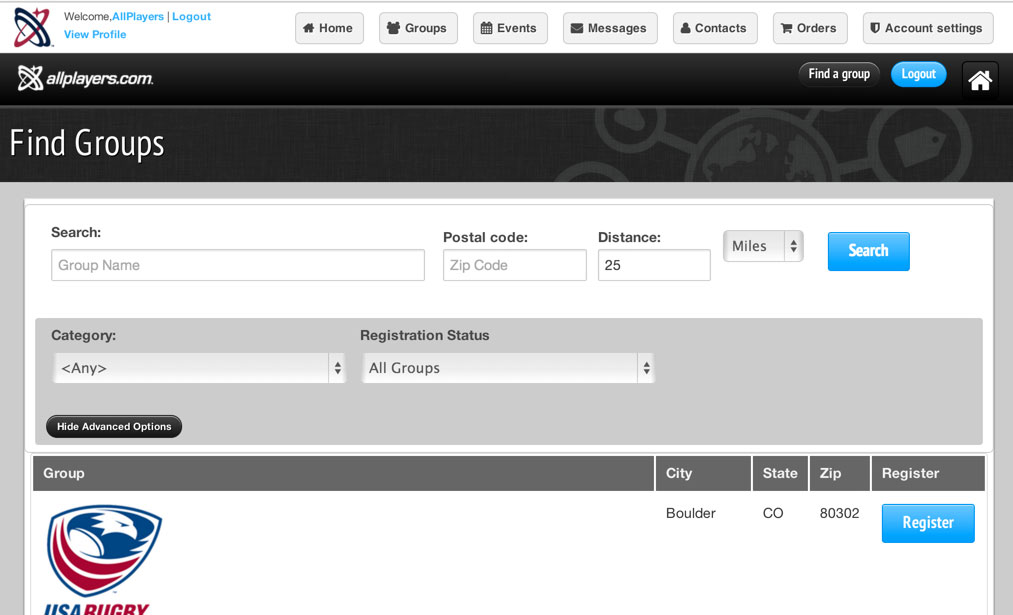 Welcome,AllPlayers | Logout
View Profile
Home Groups Events Messages Contacts Orders Account settings
allplayers.com.
Find a group Logout
Find Groups
Search: Postal code: Distance:
Group Name Zip Code 25 Miles Search
Category: Registration Status
<Any> All Groups
Hide Advanced Options
Group City State Zip Register
Boulder CO 80302 Register
USA RUGBY